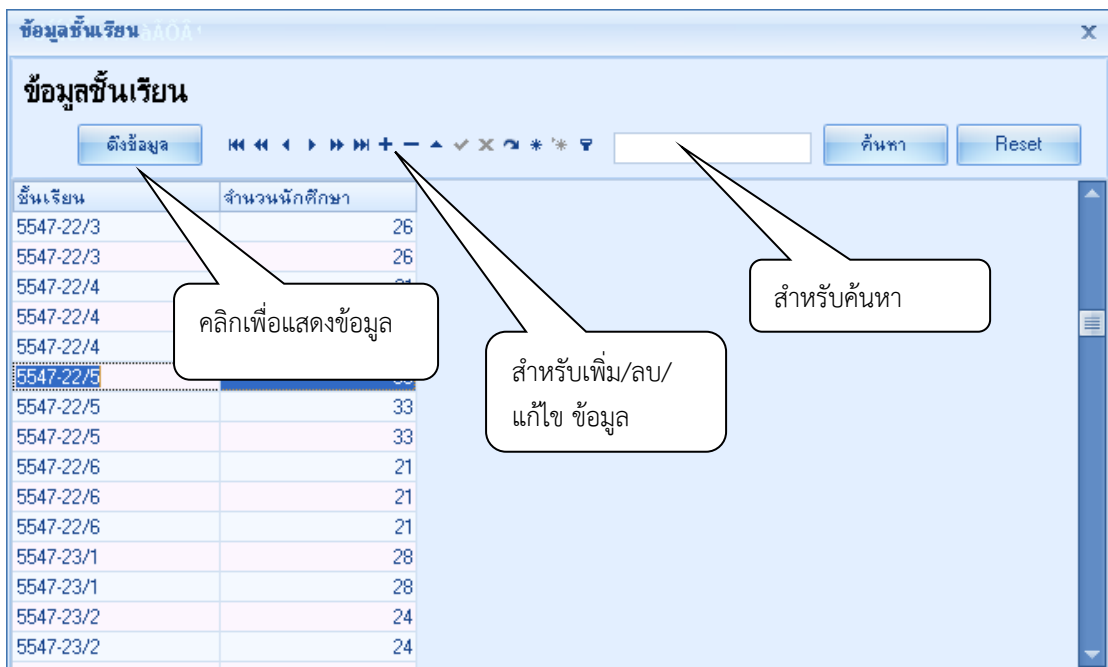 ข้อมูลชั้นเรียน
ข้อมูลชั้นเรียน
ดึงข้อมูล
ค้นหา Reset
ชั้นเรียน จำนวนนักศึกษา
5547-22/3 26
5547-22/3 26
5547-22/4
5547-22/4
5547-22/4
5547-22/5
5547-22/5 33
5547-22/5 33
5547-22/6 21
5547-22/6 21
5547-22/6 21
5547-23/1 28
5547-23/1 28
5547-23/2 24
5547-23/2 24
คลิกเพื่อแสดงข้อมูล
สำหรับเพิ่ม/ลบ/
แก้ไข ข้อมูล
สำหรับค้นหา